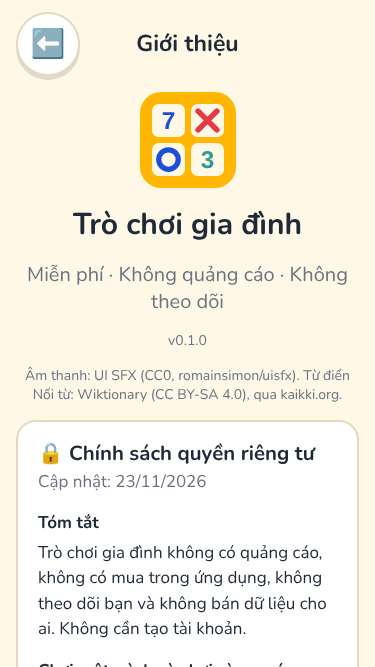 Giới thiệu
7
3
Trò chơi gia đình
Miễn phí · Không quảng cáo · Không
theo dõi
v0.1.0
Âm thanh: UI SFX (CC0, romainsimon/uisfx). Từ điển
Nối từ: Wiktionary (CC BY-SA 4.0), qua kaikki.org.
🔒 Chính sách quyền riêng tư
Cập nhật: 23/11/2026
Tóm tắt
Trò chơi gia đình không có quảng cáo,
không có mua trong ứng dụng, không
theo dõi bạn và không bán dữ liệu cho
ai. Không cần tạo tài khoản.